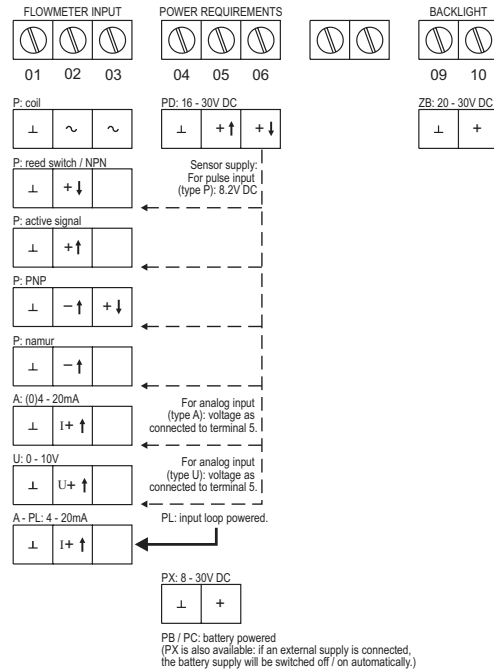 FLOWMETER INPUT
POWER REQUIREMENTS
BACKLIGHT
01 02 03
04 05 06
09 10
P: coil
⊥ ~ ~
PD: 16 - 30V DC
⊥ +↑ +↓
ZB: 20 - 30V DC
⊥ +
P: reed switch / NPN
⊥ +↓
Sensor supply:
For pulse input
(type P): 8.2V DC
P: active signal
⊥ +↑
P: PNP
⊥ −↑ +↓
P: namur
⊥ −↑
A: (0)4 - 20mA
⊥ I+ ↑
For analog input
(type A): voltage as
connected to terminal 5.
U: 0 - 10V
⊥ U+ ↑
For analog input
(type U): voltage as
connected to terminal 5.
A - PL: 4 - 20mA
⊥ I+ ↑
PL: input loop powered.
PX: 8 - 30V DC
⊥ +
PB / PC: battery powered
(PX is also available: if an external supply is connected,
the battery supply will be switched off / on automatically.)